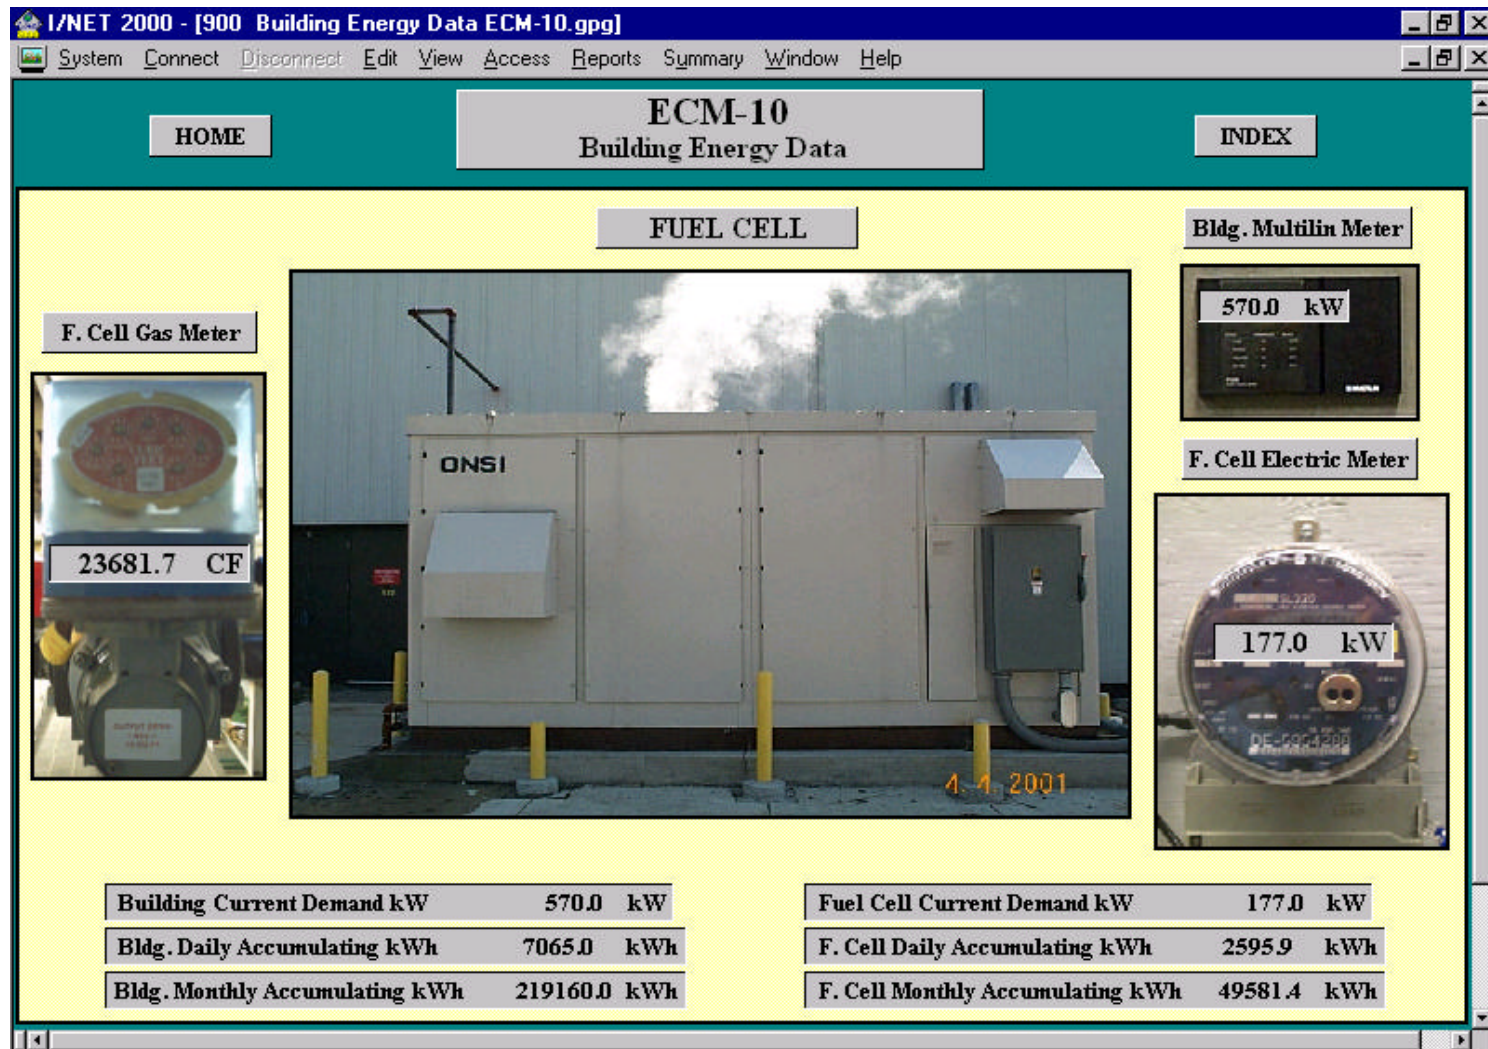 I/NET 2000 - [900 Building Energy Data ECM-10.gpg]
System Connect Disconnect Edit View Access Reports Summary Window Help
HOME
ECM-10
Building Energy Data
INDEX
FUEL CELL
Bldg. Multilin Meter
570.0 kW
F. Cell Gas Meter
23681.7 CF
ONSI
F. Cell Electric Meter
177.0 kW
4. 4. 2001
Building Current Demand kW 570.0 kW
Bldg. Daily Accumulating kWh 7065.0 kWh
Bldg. Monthly Accumulating kWh 219160.0 kWh
Fuel Cell Current Demand kW 177.0 kW
F. Cell Daily Accumulating kWh 2595.9 kWh
F. Cell Monthly Accumulating kWh 49581.4 kWh